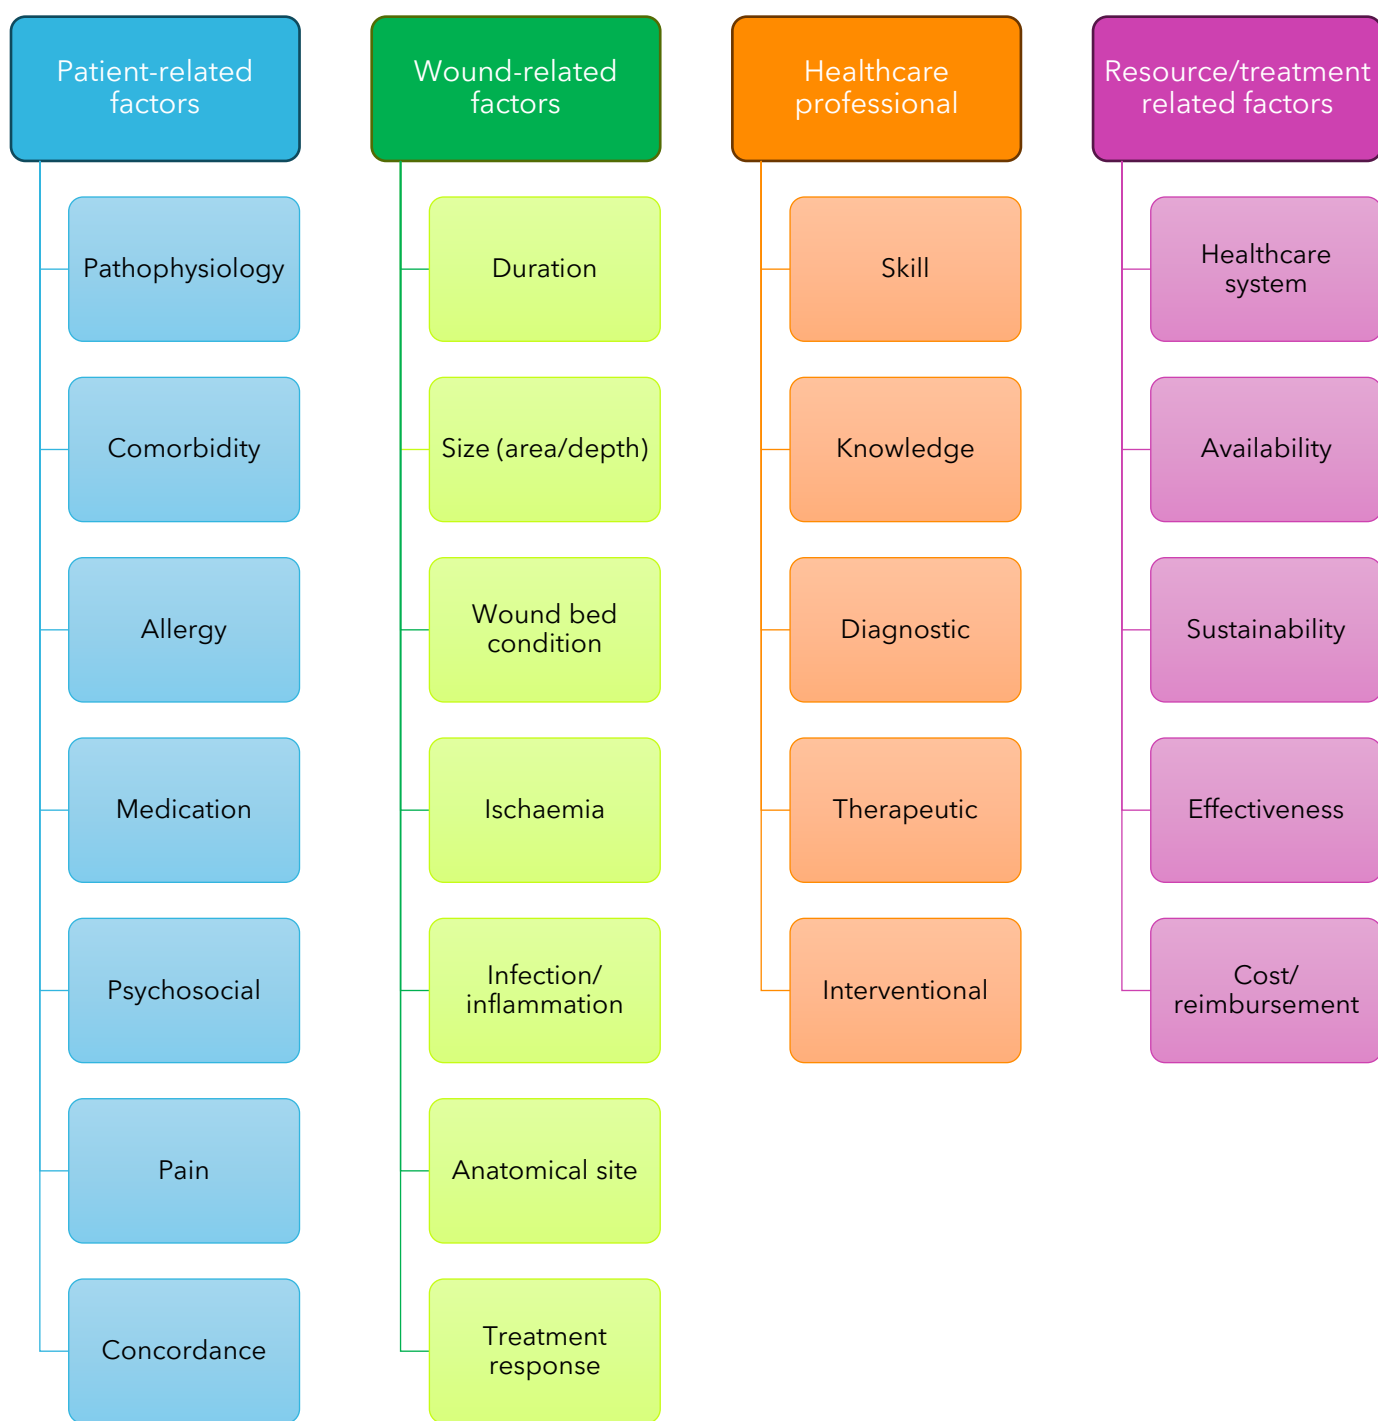 Patient-related
factors
Pathophysiology
Comorbidity
Allergy
Medication
Psychosocial
Pain
Concordance
Wound-related
factors
Duration
Size (area/depth)
Wound bed
condition
Ischaemia
Infection/
inflammation
Anatomical site
Treatment
response
Healthcare
professional
Skill
Knowledge
Diagnostic
Therapeutic
Interventional
Resource/treatment
related factors
Healthcare
system
Availability
Sustainability
Effectiveness
Cost/
reimbursement